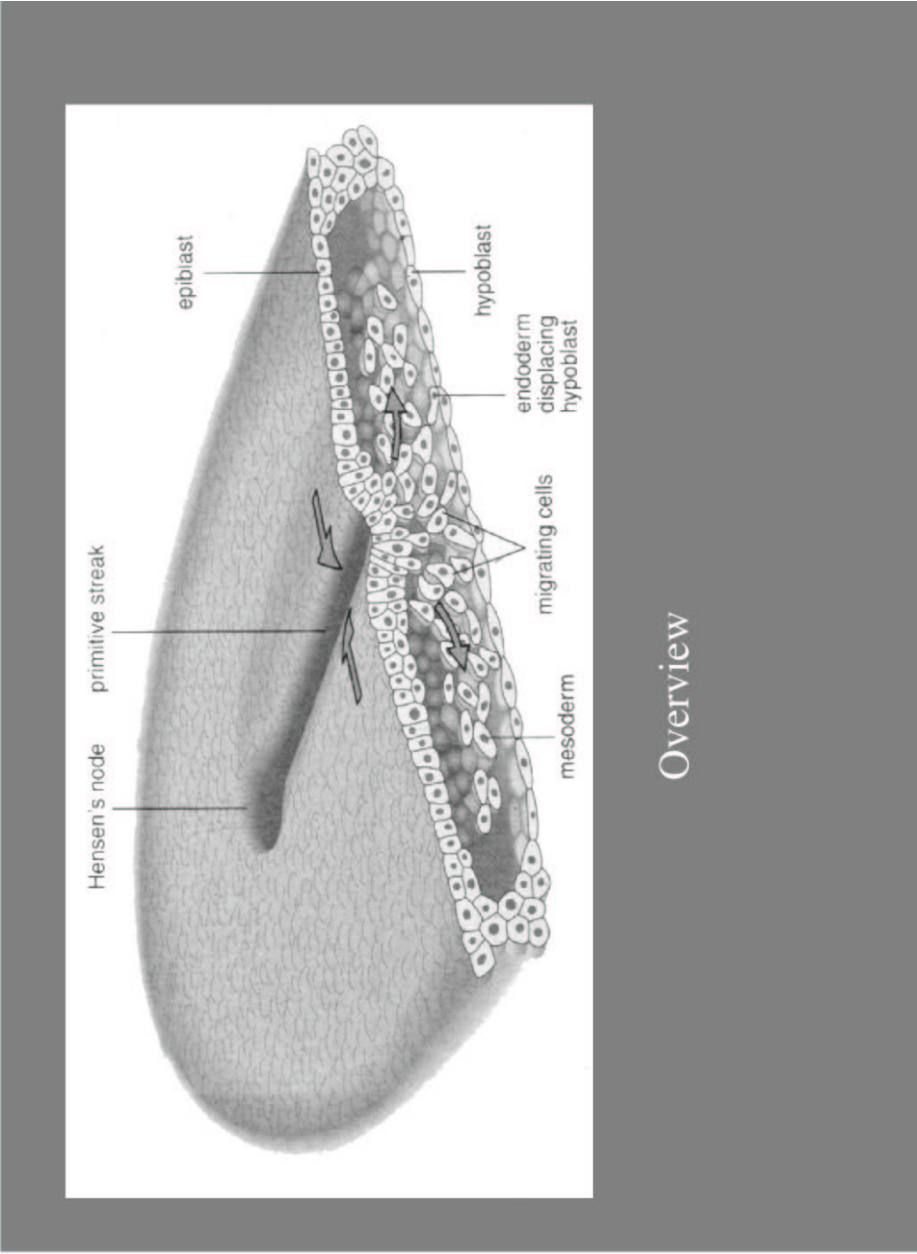 Hensen's node
primitive streak
epiblast
mesoderm
migrating cells
endoderm
displacing
hypoblast
hypoblast
Overview